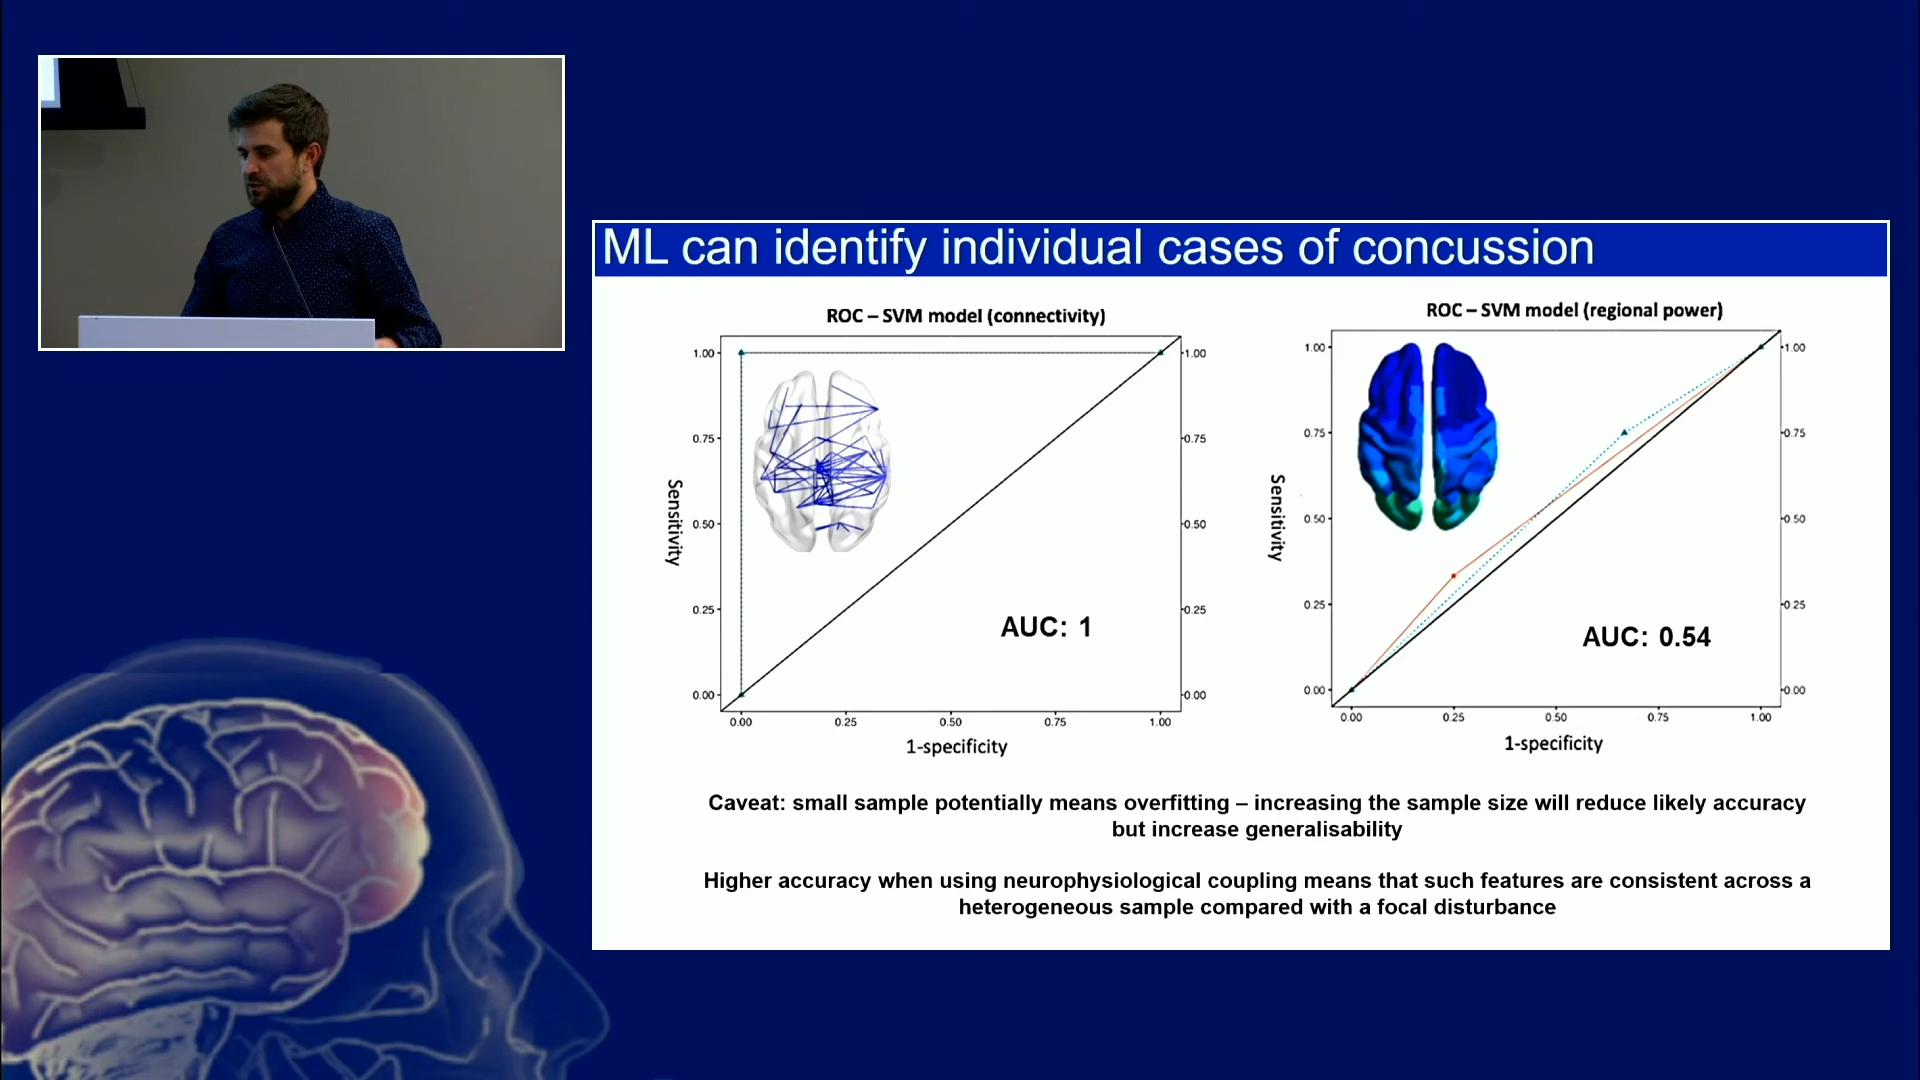 ML can identify individual cases of concussion
ROC – SVM model (connectivity)
1.00
0.75
0.50
0.25
0.00
Sensitivity
1.00
0.75
0.50
0.25
0.00
AUC: 1
0.00 0.25 0.50 0.75 1.00
1-specificity
ROC – SVM model (regional power)
1.00
0.75
0.50
0.25
0.00
Sensitivity
1.00
0.75
0.50
0.25
0.00
AUC: 0.54
0.00 0.25 0.50 0.75 1.00
1-specificity
Caveat: small sample potentially means overfitting – increasing the sample size will reduce likely accuracy
but increase generalisability
Higher accuracy when using neurophysiological coupling means that such features are consistent across a
heterogeneous sample compared with a focal disturbance